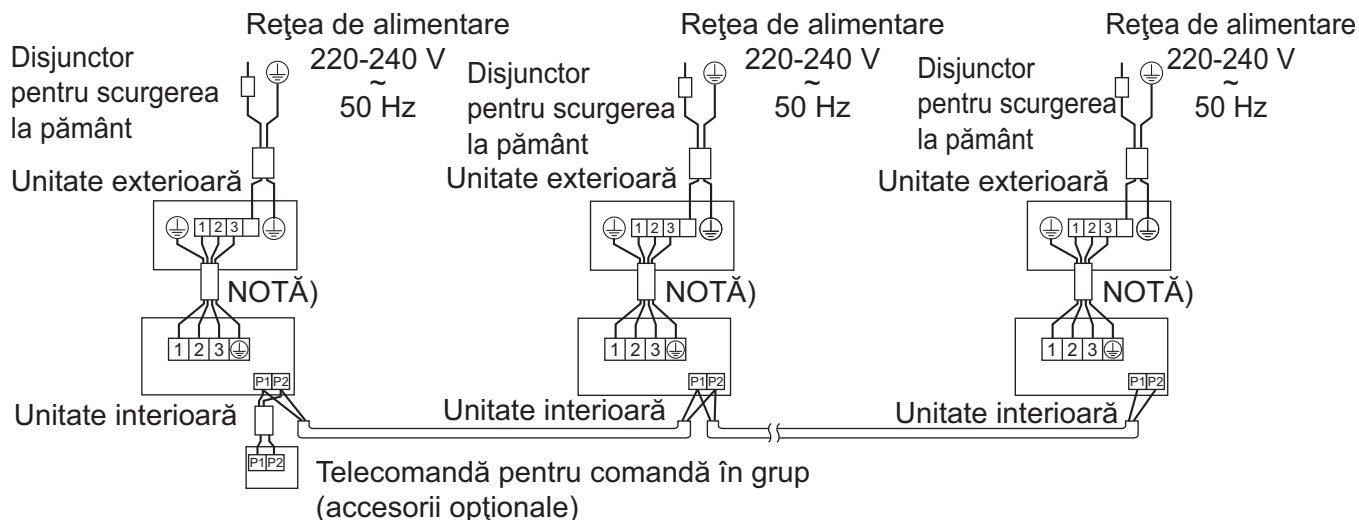 Reţea de alimentare
220-240 V
~
50 Hz
Disjunctor
pentru scurgerea
la pământ
Unitate exterioară
1 2 3
NOTĂ)
1 2 3
P1 P2
Unitate interioară
P1 P2
Telecomandă pentru comandă în grup
(accesorii opţionale)
Reţea de alimentare
220-240 V
~
50 Hz
Disjunctor
pentru scurgerea
la pământ
Unitate exterioară
1 2 3
NOTĂ)
1 2 3
P1 P2
Unitate interioară
Reţea de alimentare
220-240 V
~
50 Hz
Disjunctor
pentru scurgerea
la pământ
Unitate exterioară
1 2 3
NOTĂ)
1 2 3
P1 P2
Unitate interioară